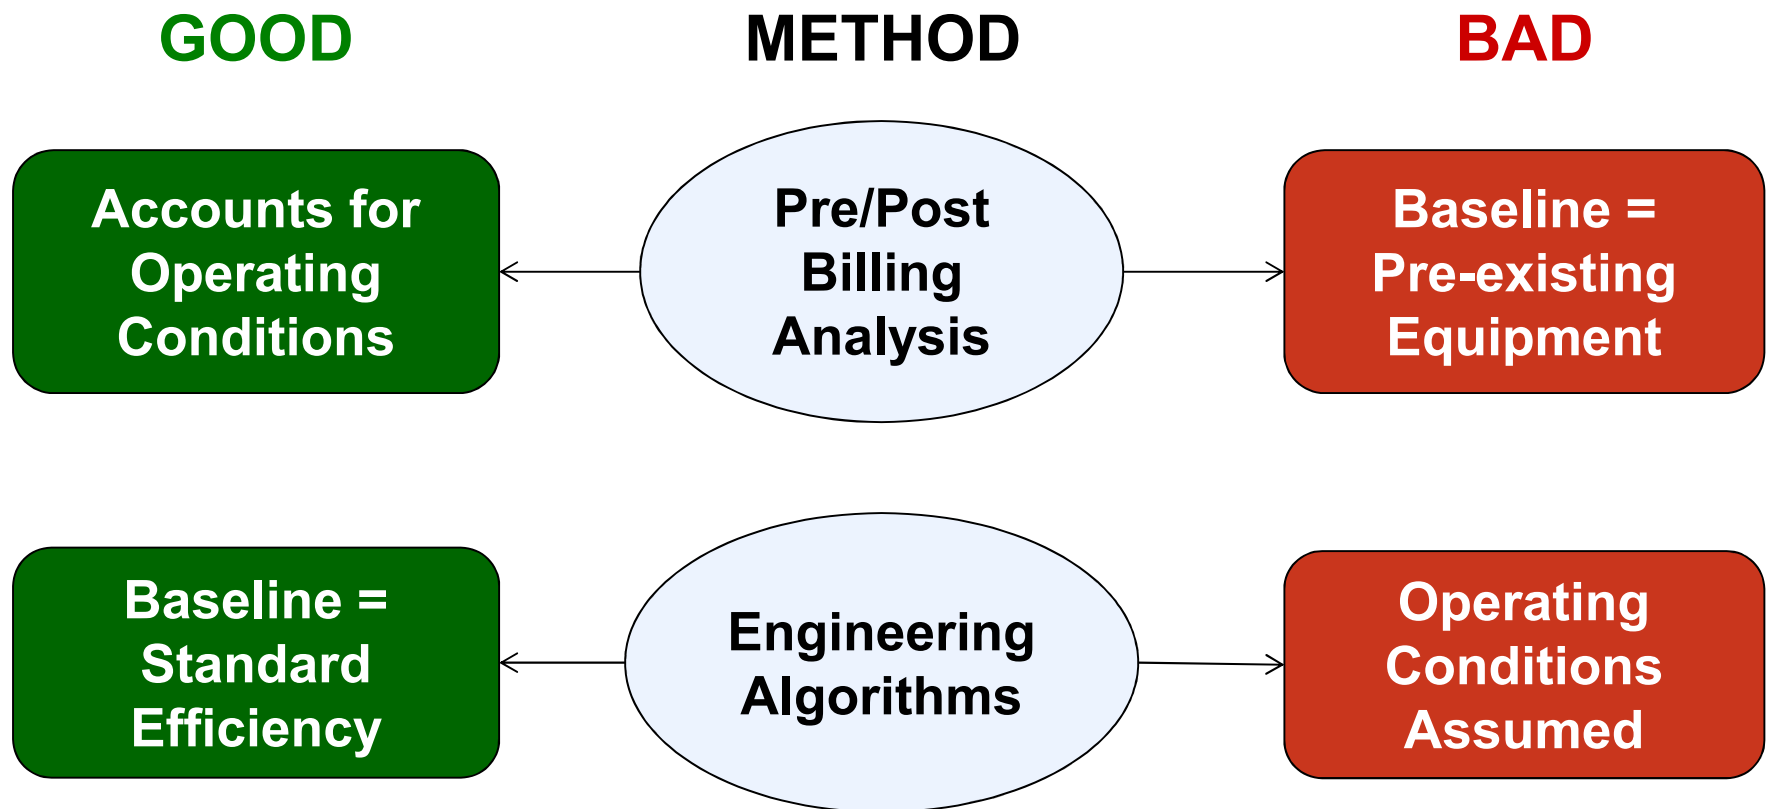 GOOD
METHOD
BAD
Accounts for
Operating
Conditions
Pre/Post
Billing
Analysis
Baseline =
Pre-existing
Equipment
Baseline =
Standard
Efficiency
Engineering
Algorithms
Operating
Conditions
Assumed